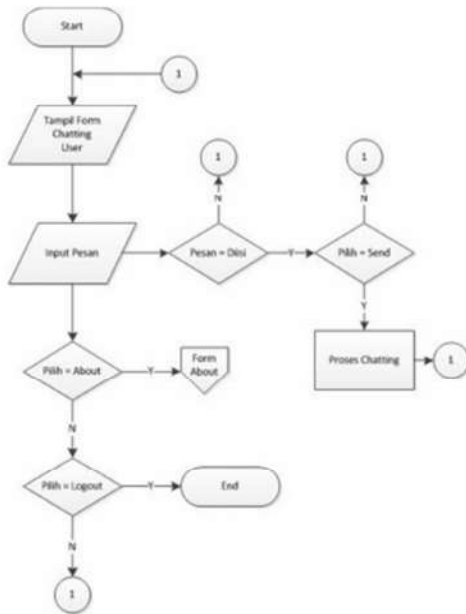 Start
1
Tampil Form
Chatting
User
1
1
N
N
Input Pesan
Pesan = Diisi
Y
Pilih = Send
Y
Proses Chatting
1
Pilih = About
Y
Form
About
N
Pilih = Logout
Y
End
N
1